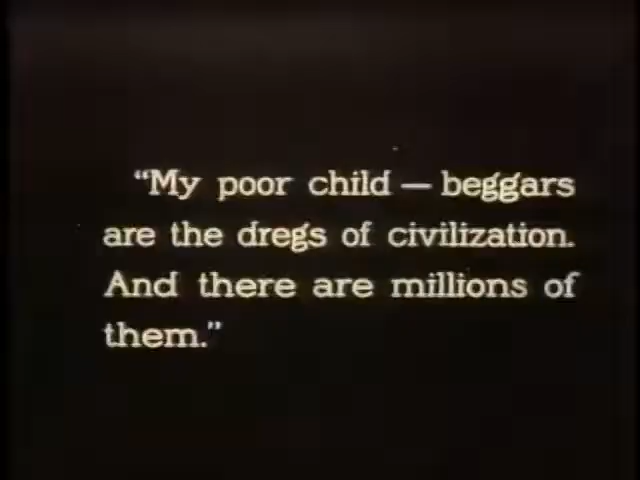 “My poor child — beggars
are the dregs of civilization.
And there are millions of
them.”